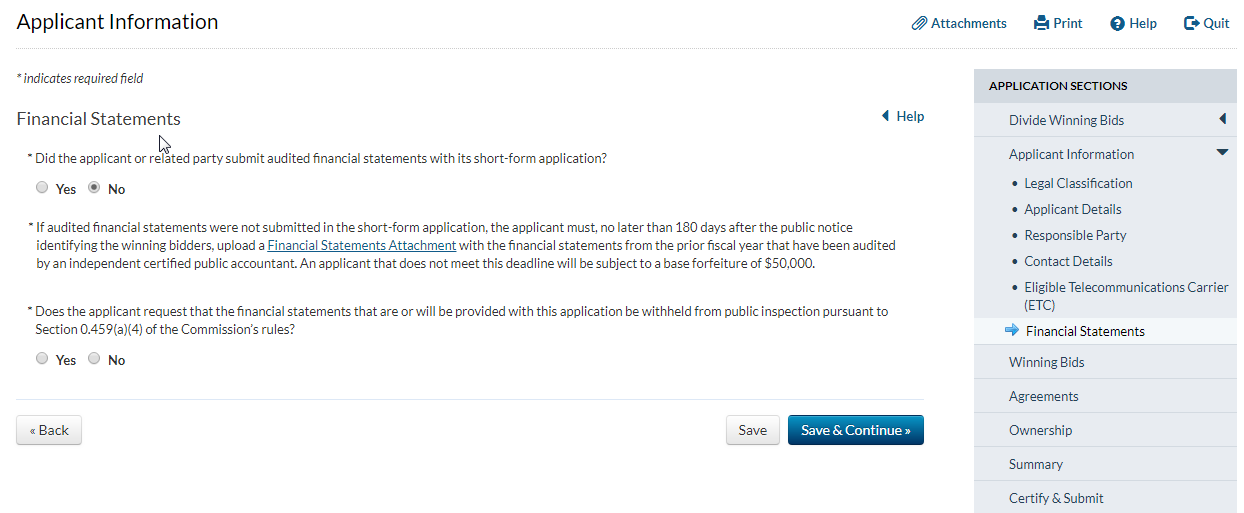 Applicant Information
Attachments
Print
Help
Quit
* indicates required field
Financial Statements
Help
* Did the applicant or related party submit audited financial statements with its short-form application?
Yes
No
* If audited financial statements were not submitted in the short-form application, the applicant must, no later than 180 days after the public notice
identifying the winning bidders, upload a Financial Statements Attachment with the financial statements from the prior fiscal year that have been audited
by an independent certified public accountant. An applicant that does not meet this deadline will be subject to a base forfeiture of $50,000.
* Does the applicant request that the financial statements that are or will be provided with this application be withheld from public inspection pursuant to
Section 0.459(a)(4) of the Commission's rules?
Yes
No
« Back
Save
Save & Continue »
APPLICATION SECTIONS
Divide Winning Bids
Applicant Information
• Legal Classification
• Applicant Details
• Responsible Party
• Contact Details
• Eligible Telecommunications Carrier
(ETC)
Financial Statements
Winning Bids
Agreements
Ownership
Summary
Certify & Submit